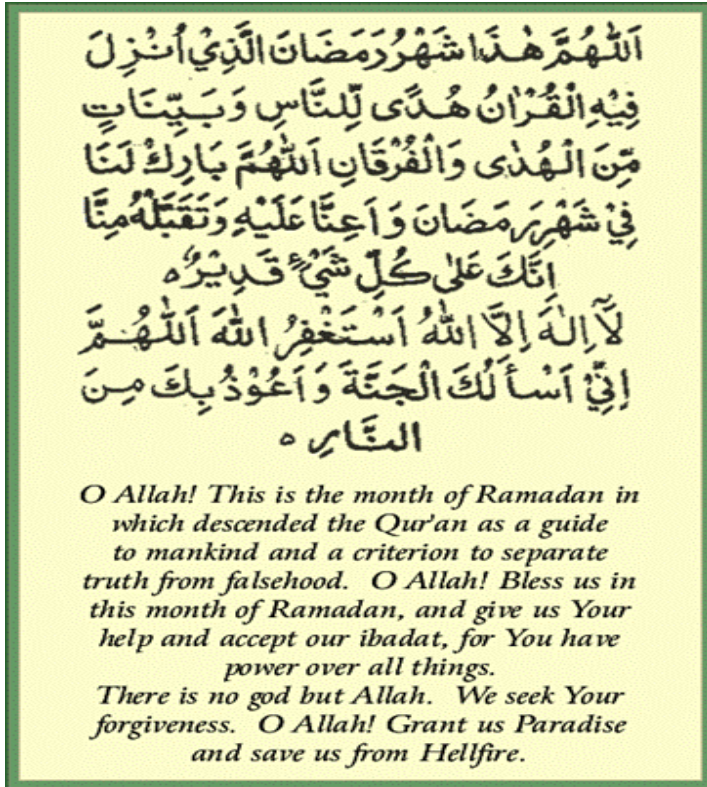 اَللّٰهُمَّ هٰذَا شَهْرُ رَمَضَانَ الَّذِيْ اُنْزِلَ
فِيْهِ الْقُرْاٰنُ هُدًى لِّلنَّاسِ وَبَيِّنَاتٍ
مِّنَ الْهُدٰى وَالْفُرْقَانِ اَللّٰهُمَّ بَارِكْ لَنَا
فِيْ شَهْرِ رَمَضَانَ وَاَعِنَّا عَلَيْهِ وَتَقَبَّلْهُ مِنَّا
اِنَّكَ عَلٰى كُلِّ شَيْءٍ قَدِيْرٌ ه
لَآ اِلٰهَ اِلَّا اللّٰهُ اَسْتَغْفِرُ اللّٰهَ اَللّٰهُمَّ
اِنِّيْ اَسْأَلُكَ الْجَنَّةَ وَاَعُوْذُ بِكَ مِنَ
النَّارِ ه
O Allah! This is the month of Ramadan in
which descended the Qur'an as a guide
to mankind and a criterion to separate
truth from falsehood. O Allah! Bless us in
this month of Ramadan, and give us Your
help and accept our ibadat, for You have
power over all things.
There is no god but Allah. We seek Your
forgiveness. O Allah! Grant us Paradise
and save us from Hellfire.